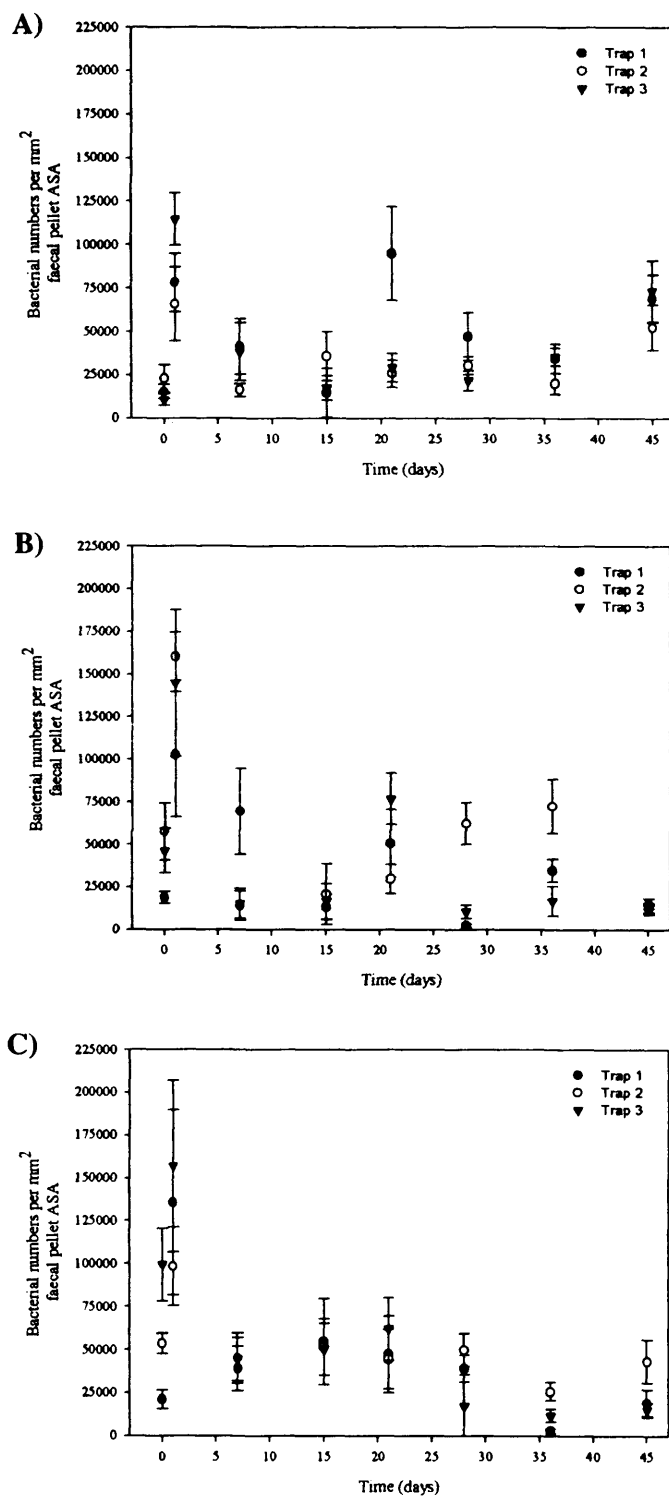 A)
Bacterial numbers per mm²
faecal pellet ASA
225000
200000
175000
150000
125000
100000
75000
50000
25000
0
Trap 1
Trap 2
Trap 3
0 5 10 15 20 25 30 35 40 45
Time (days)
B)
Bacterial numbers per mm²
faecal pellet ASA
225000
200000
175000
150000
125000
100000
75000
50000
25000
0
Trap 1
Trap 2
Trap 3
0 5 10 15 20 25 30 35 40 45
Time (days)
C)
Bacterial numbers per mm²
faecal pellet ASA
225000
200000
175000
150000
125000
100000
75000
50000
25000
0
Trap 1
Trap 2
Trap 3
0 5 10 15 20 25 30 35 40 45
Time (days)